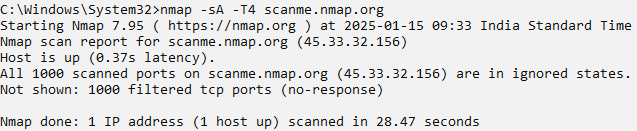 C:\Windows\System32>nmap -sA -T4 scanme.nmap.org
Starting Nmap 7.95 ( https://nmap.org ) at 2025-01-15 09:33 India Standard Time
Nmap scan report for scanme.nmap.org (45.33.32.156)
Host is up (0.37s latency).
All 1000 scanned ports on scanme.nmap.org (45.33.32.156) are in ignored states.
Not shown: 1000 filtered tcp ports (no-response)
Nmap done: 1 IP address (1 host up) scanned in 28.47 seconds